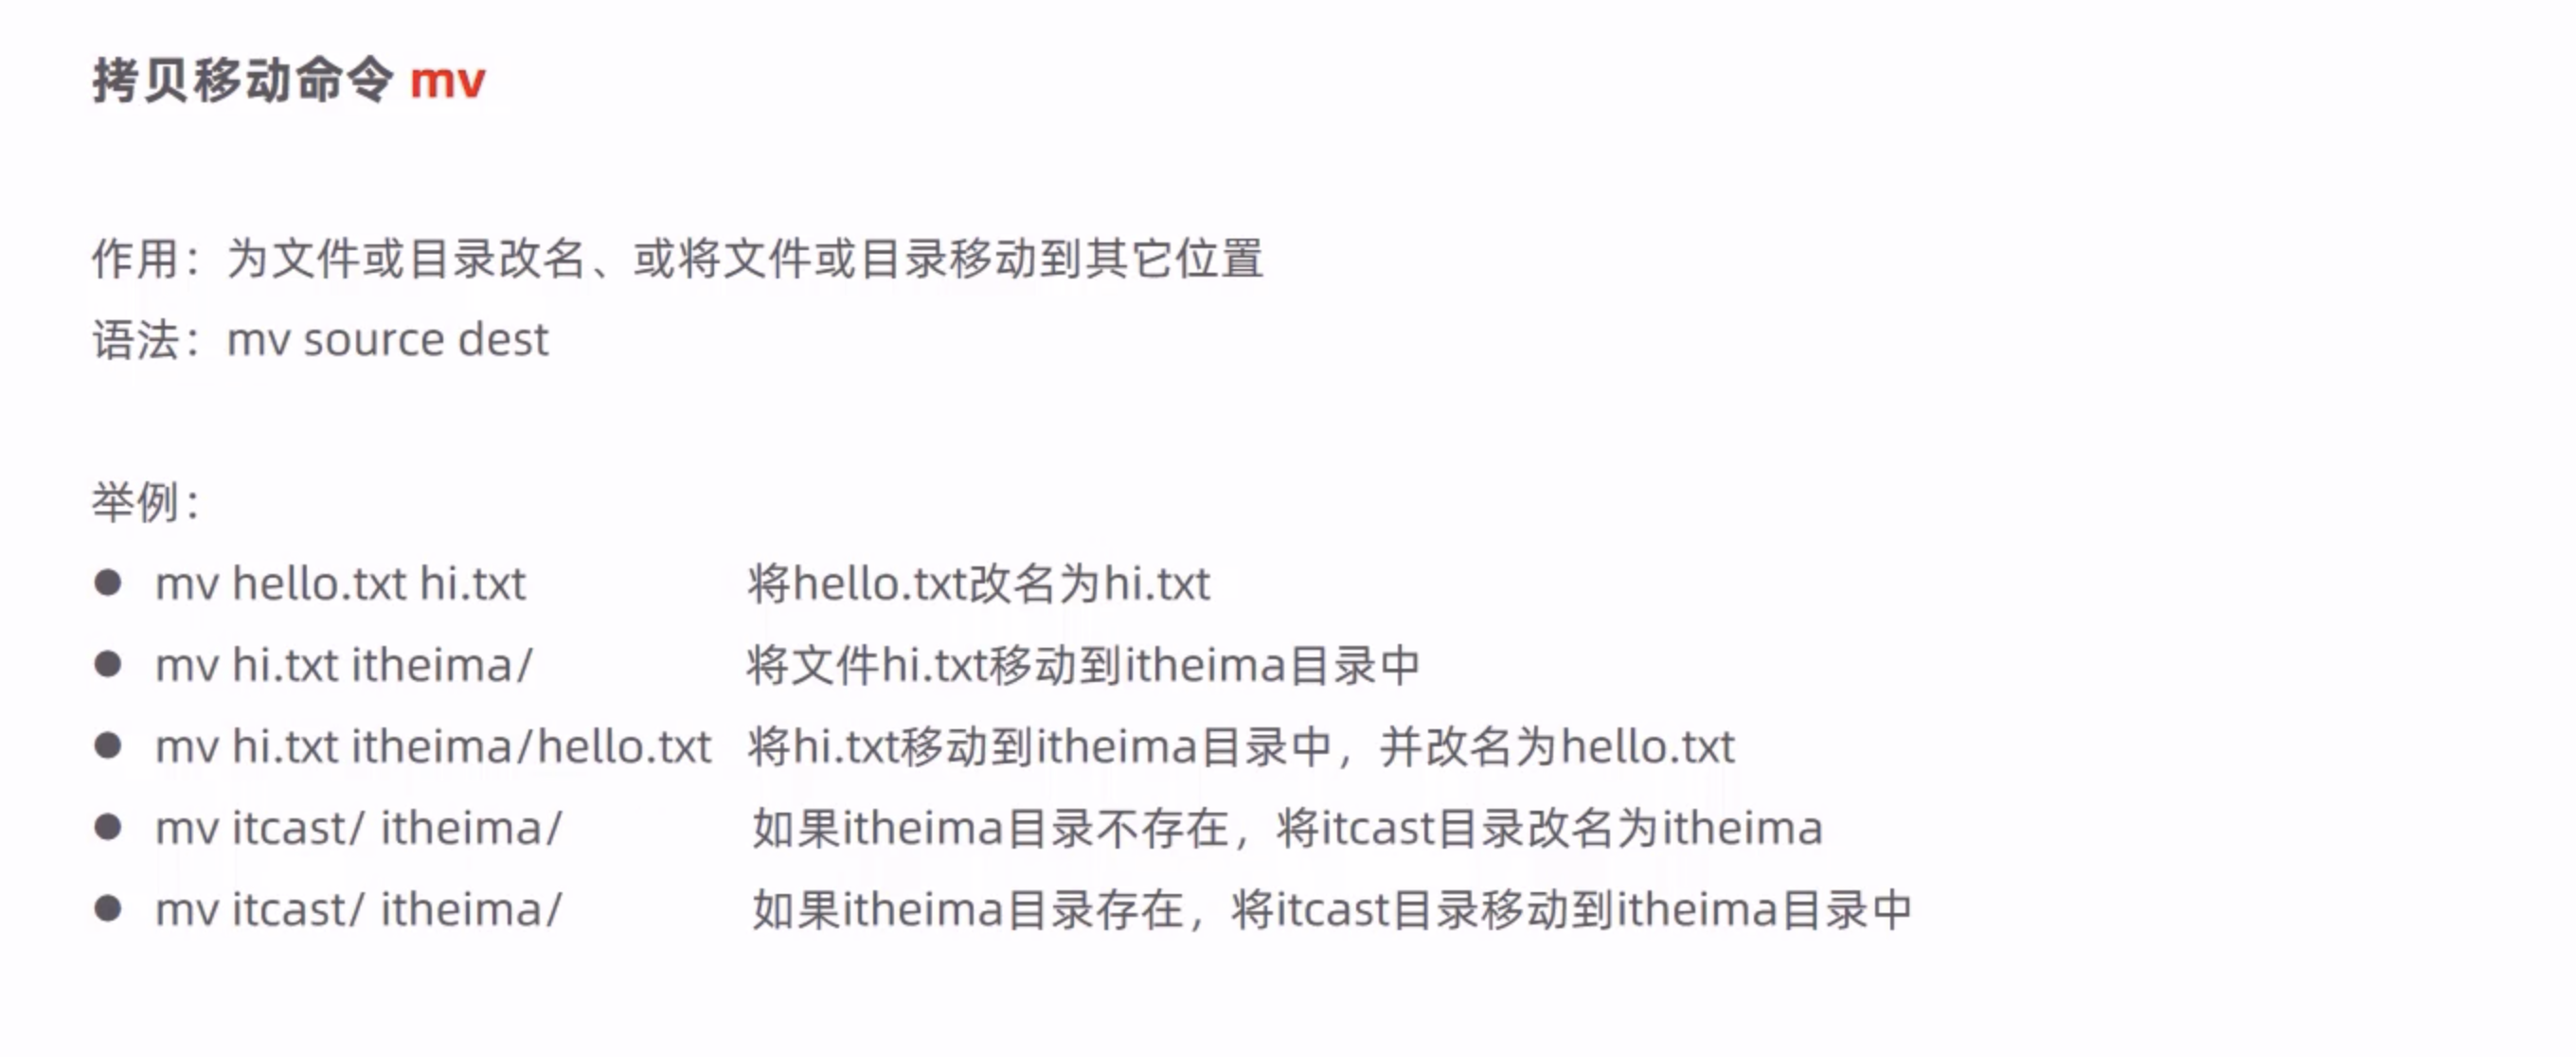 拷贝移动命令 mv
作用：为文件或目录改名、或将文件或目录移动到其它位置
语法：mv source dest
举例：
● mv hello.txt hi.txt 将hello.txt改名为hi.txt
● mv hi.txt itheima/ 将文件hi.txt移动到itheima目录中
● mv hi.txt itheima/hello.txt 将hi.txt移动到itheima目录中，并改名为hello.txt
● mv itcast/ itheima/ 如果itheima目录不存在，将itcast目录改名为itheima
● mv itcast/ itheima/ 如果itheima目录存在，将itcast目录移动到itheima目录中